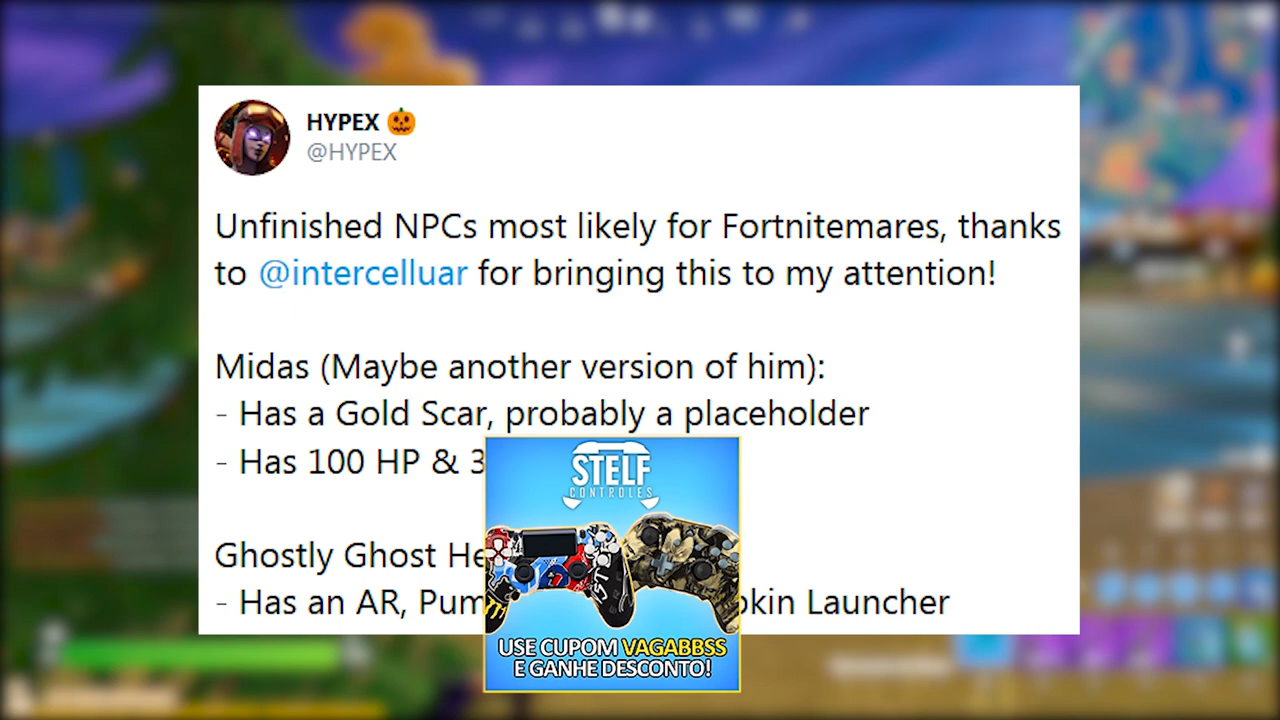 HYPEX 🎃
@HYPEX
Unfinished NPCs most likely for Fortnitemares, thanks
to @intercelluar for bringing this to my attention!
Midas (Maybe another version of him):
- Has a Gold Scar, probably a placeholder
- Has 100 HP & 3
Ghostly Ghost He
- Has an AR, Pum kin Launcher
STELF
CONTROLES
USE CUPOM VAGABBSS
E GANHE DESCONTO!